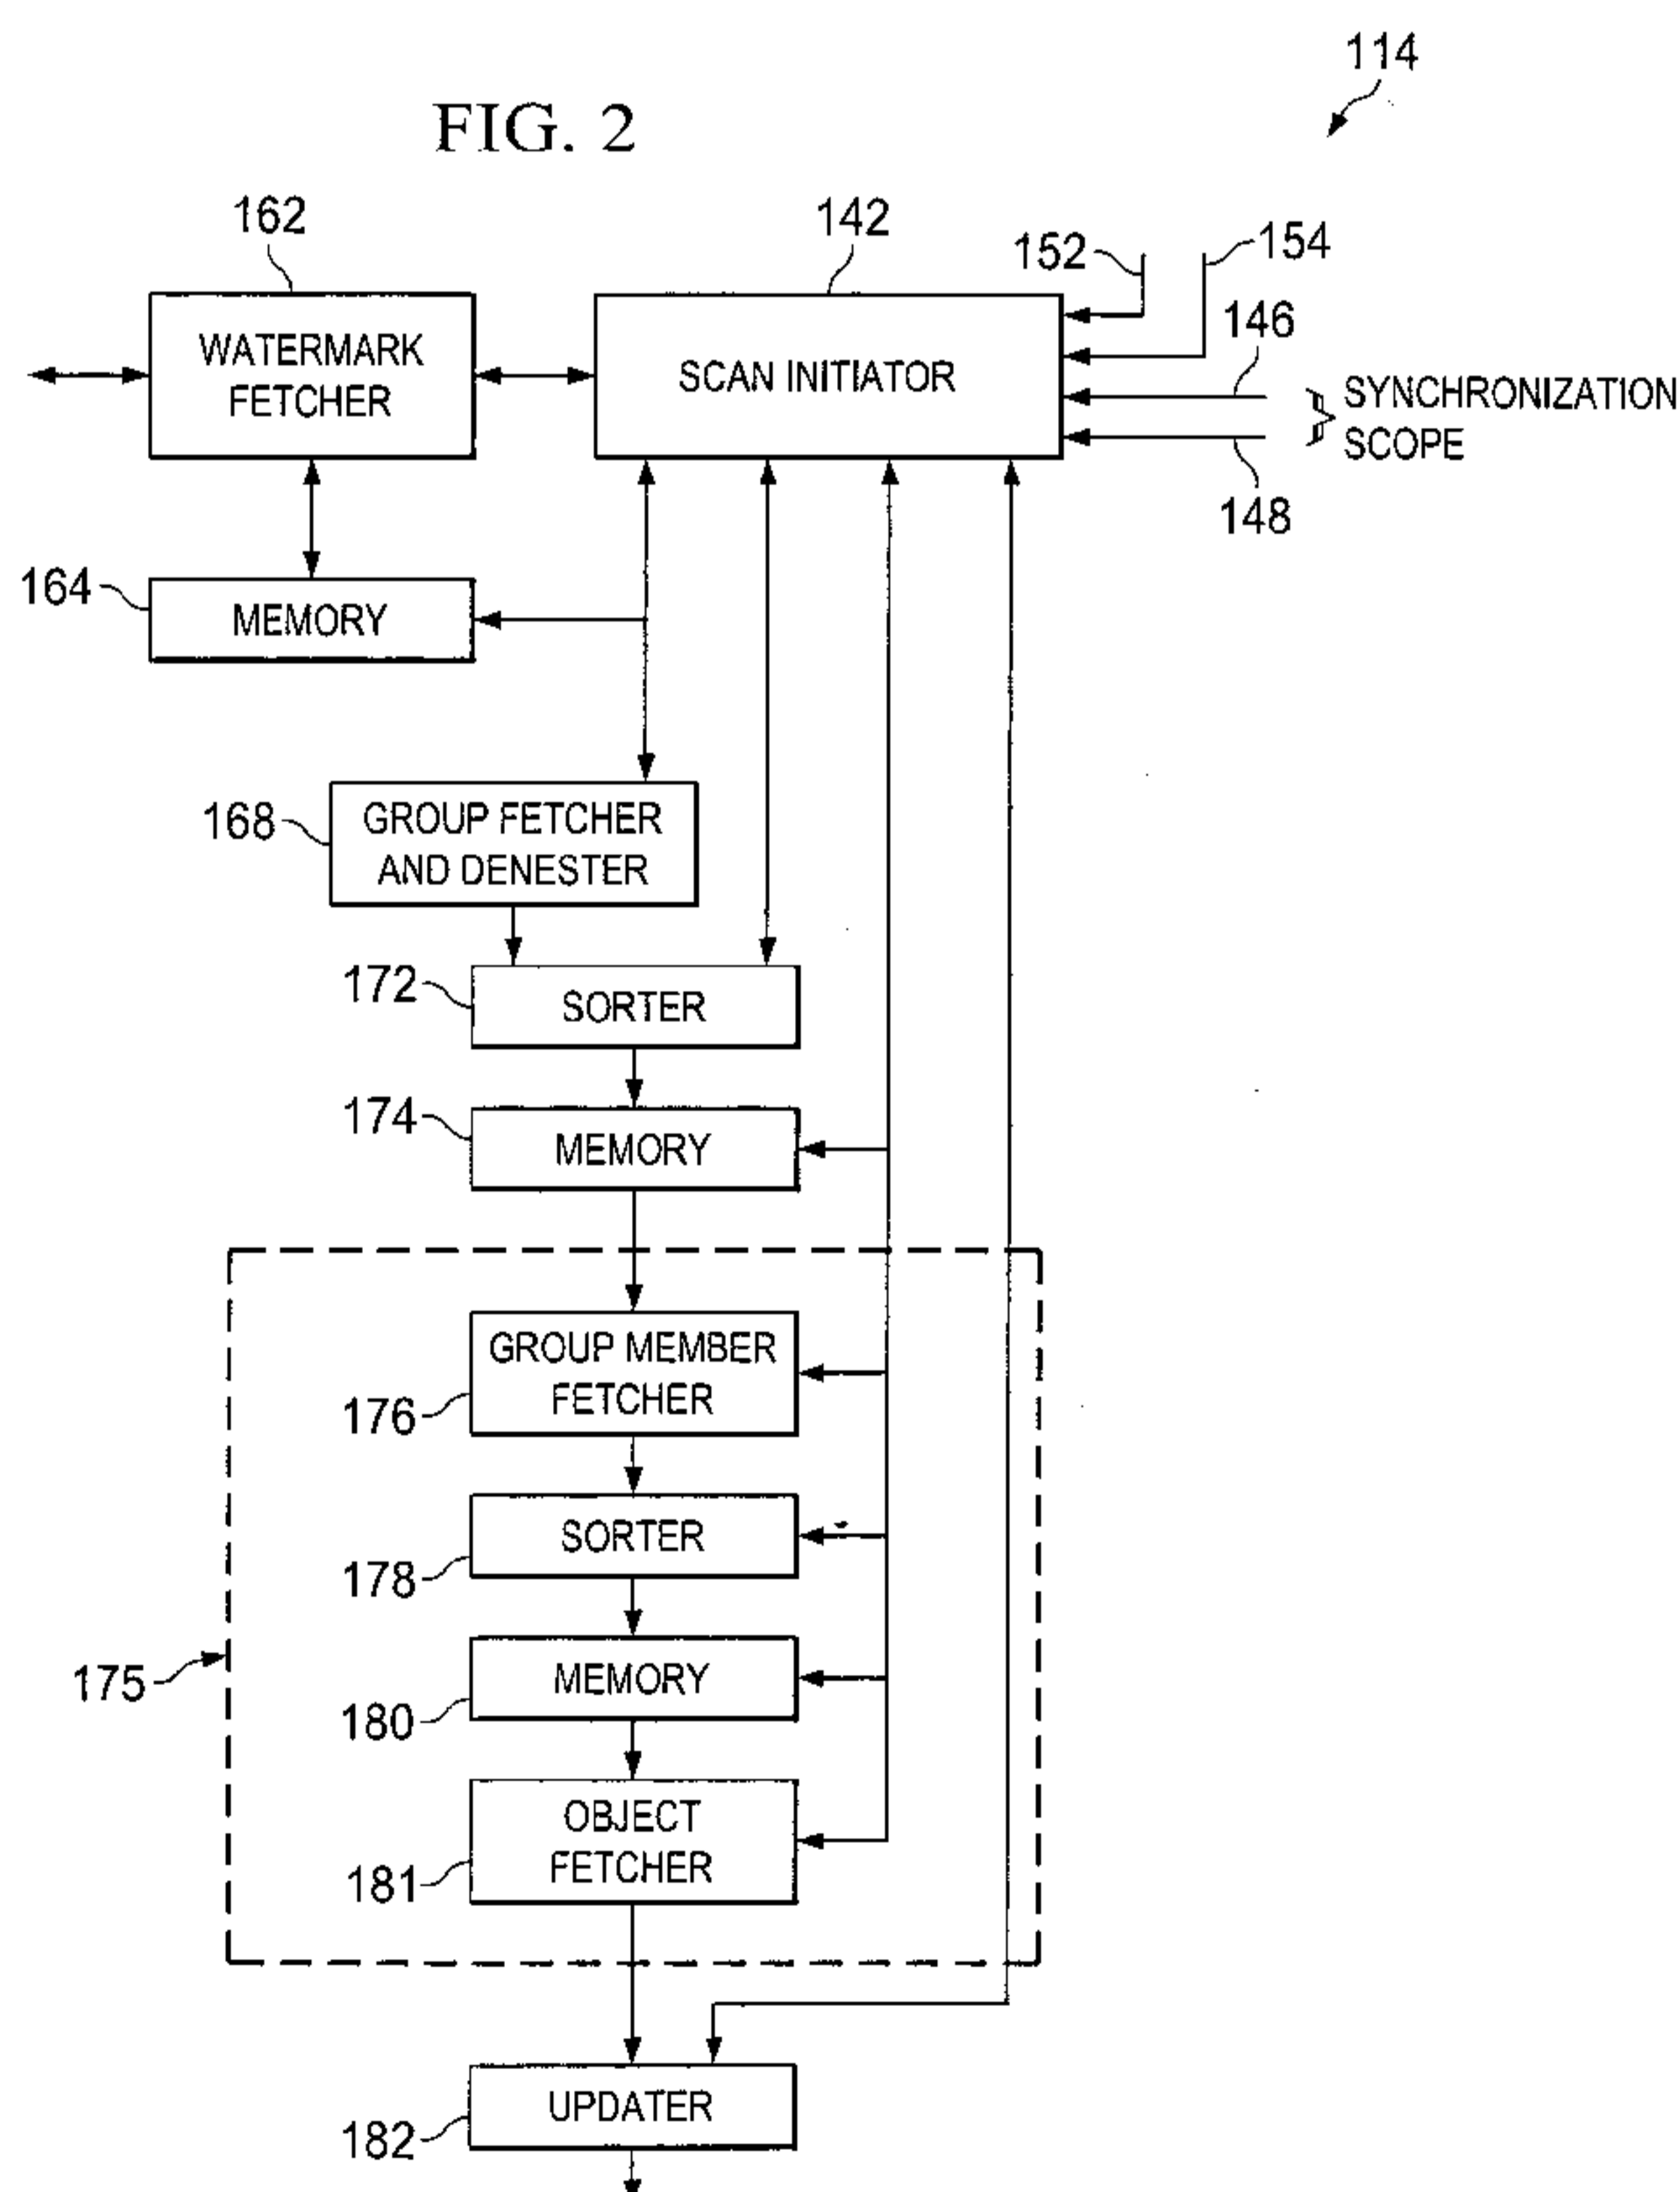 114
FIG. 2
162
142
152
154
WATERMARK
FETCHER
SCAN INITIATOR
146
SYNCHRONIZATION
SCOPE
148
164
MEMORY
168
GROUP FETCHER
AND DENESTER
172
SORTER
174
MEMORY
GROUP MEMBER
FETCHER
176
SORTER
178
175
MEMORY
180
OBJECT
FETCHER
181
UPDATER
182